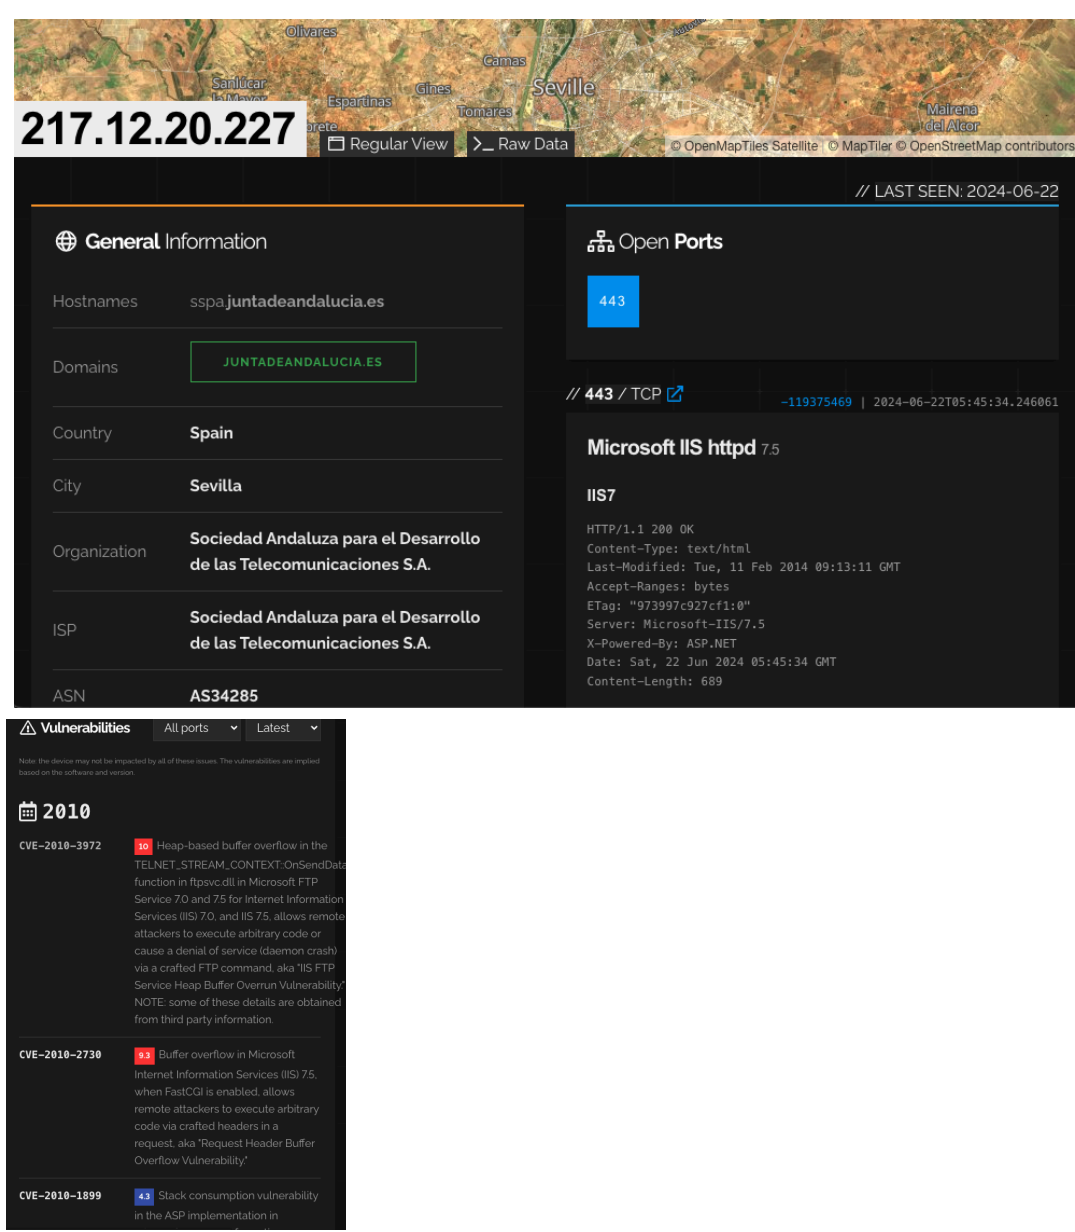 Olivares
Autovía
Camas
Sanlúcar
la Mayor
Gines
Seville
Espartinas
Tomares
Mairena
del Alcor
217.12.20.227
Regular View
>_ Raw Data
© OpenMapTiles Satellite | © MapTiler © OpenStreetMap contributors
// LAST SEEN: 2024-06-22
General Information
Hostnames sspa.juntadeandalucia.es
Domains JUNTADEANDALUCIA.ES
Country Spain
City Sevilla
Organization Sociedad Andaluza para el Desarrollo
de las Telecomunicaciones S.A.
ISP Sociedad Andaluza para el Desarrollo
de las Telecomunicaciones S.A.
ASN AS34285
Open Ports
443
// 443 / TCP
-119375469 | 2024-06-22T05:45:34.246061
Microsoft IIS httpd 7.5
IIS7
HTTP/1.1 200 OK
Content-Type: text/html
Last-Modified: Tue, 11 Feb 2014 09:13:11 GMT
Accept-Ranges: bytes
ETag: "973997c927cf1:0"
Server: Microsoft-IIS/7.5
X-Powered-By: ASP.NET
Date: Sat, 22 Jun 2024 05:45:34 GMT
Content-Length: 689
Vulnerabilities All ports Latest
Note: the device may not be impacted by all of these issues. The vulnerabilities are implied
based on the software and version.
2010
CVE-2010-3972 10 Heap-based buffer overflow in the
TELNET_STREAM_CONTEXT::OnSendData
function in ftpsvc.dll in Microsoft FTP
Service 7.0 and 7.5 for Internet Information
Services (IIS) 7.0, and IIS 7.5, allows remote
attackers to execute arbitrary code or
cause a denial of service (daemon crash)
via a crafted FTP command, aka "IIS FTP
Service Heap Buffer Overrun Vulnerability."
NOTE: some of these details are obtained
from third party information.
CVE-2010-2730 9.3 Buffer overflow in Microsoft
Internet Information Services (IIS) 7.5,
when FastCGI is enabled, allows
remote attackers to execute arbitrary
code via crafted headers in a
request, aka "Request Header Buffer
Overflow Vulnerability."
CVE-2010-1899 4.3 Stack consumption vulnerability
in the ASP implementation in